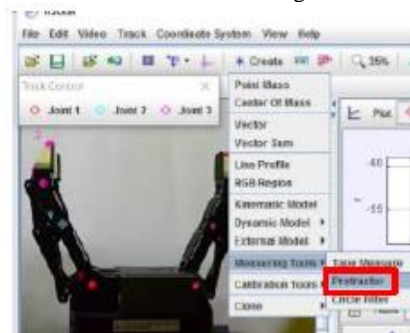 Tracker
File Edit Video Track Coordinate System View Help
Create 35%
Track Control
Joint 1 Joint 2 Joint 3
Point Mass
Center Of Mass
Vector
Vector Sum
Line Profile
RGB Region
Kinematic Model
Dynamic Model
External Model
Measuring Tools
Calibration Tools
Clone
Tape Measure
Protractor
Circle Fitter
Plot
-60
-55
3